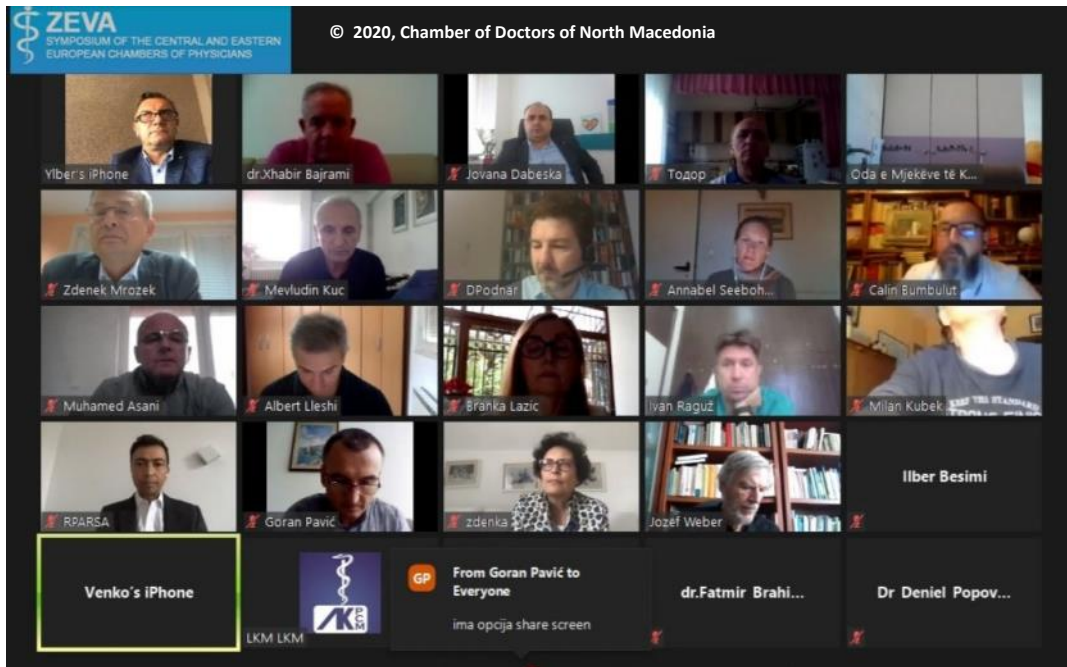 ZEVA
SYMPOSIUM OF THE CENTRAL AND EASTERN
EUROPEAN CHAMBERS OF PHYSICIANS
© 2020, Chamber of Doctors of North Macedonia
Ylber's iPhone
dr.Xhabir Bajrami
Jovana Dabeska
Тодор
Oda e Mjekëve të K...
Zdenek Mrozek
Mevludin Kuc
DPodnar
Annabel Seeboh...
Calin Bumbulut
Muhamed Asani
Albert Lleshi
Branka Lazic
Ivan Raguž
Milan Kubek
RPARSA
Goran Pavić
zdenka
Jozef Weber
Ilber Besimi
Venko's iPhone
LKM LKM
GP
From Goran Pavić to
Everyone
ima opcija share screen
dr.Fatmir Brahi...
Dr Deniel Popov...